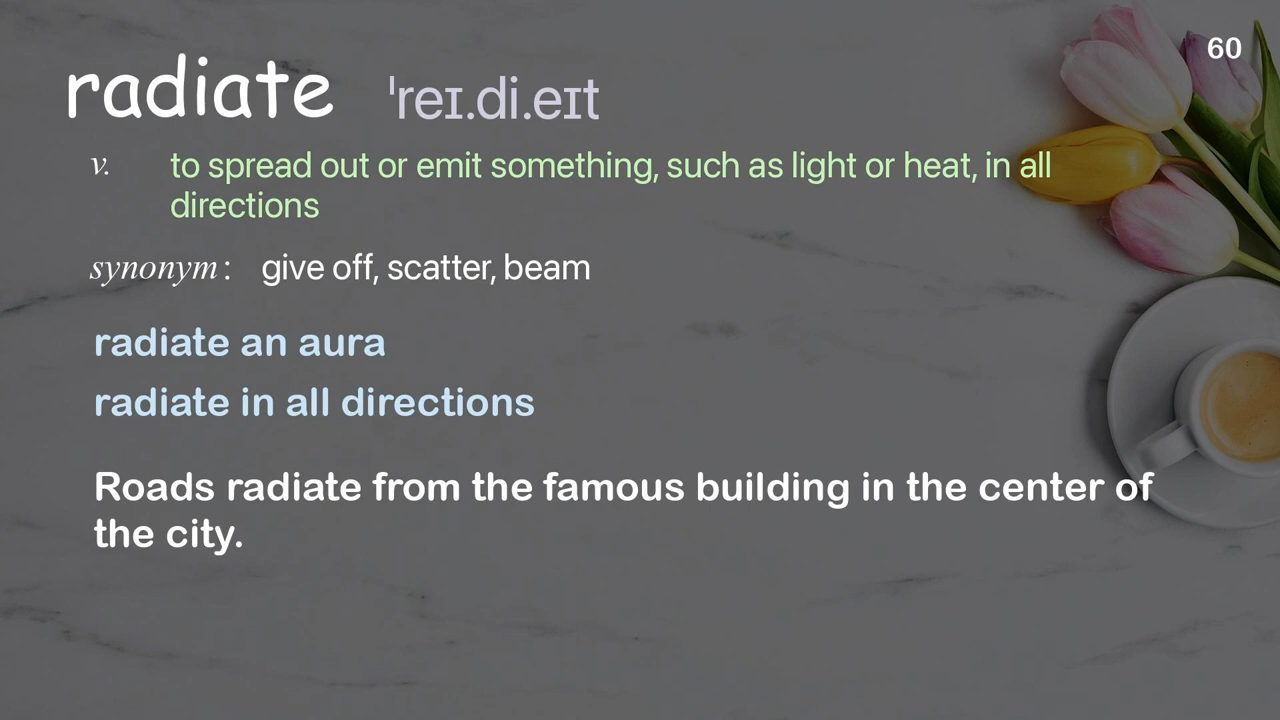 60
radiate ˈreɪ.di.eɪt
v. to spread out or emit something, such as light or heat, in all
directions
synonym : give off, scatter, beam
radiate an aura
radiate in all directions
Roads radiate from the famous building in the center of
the city.